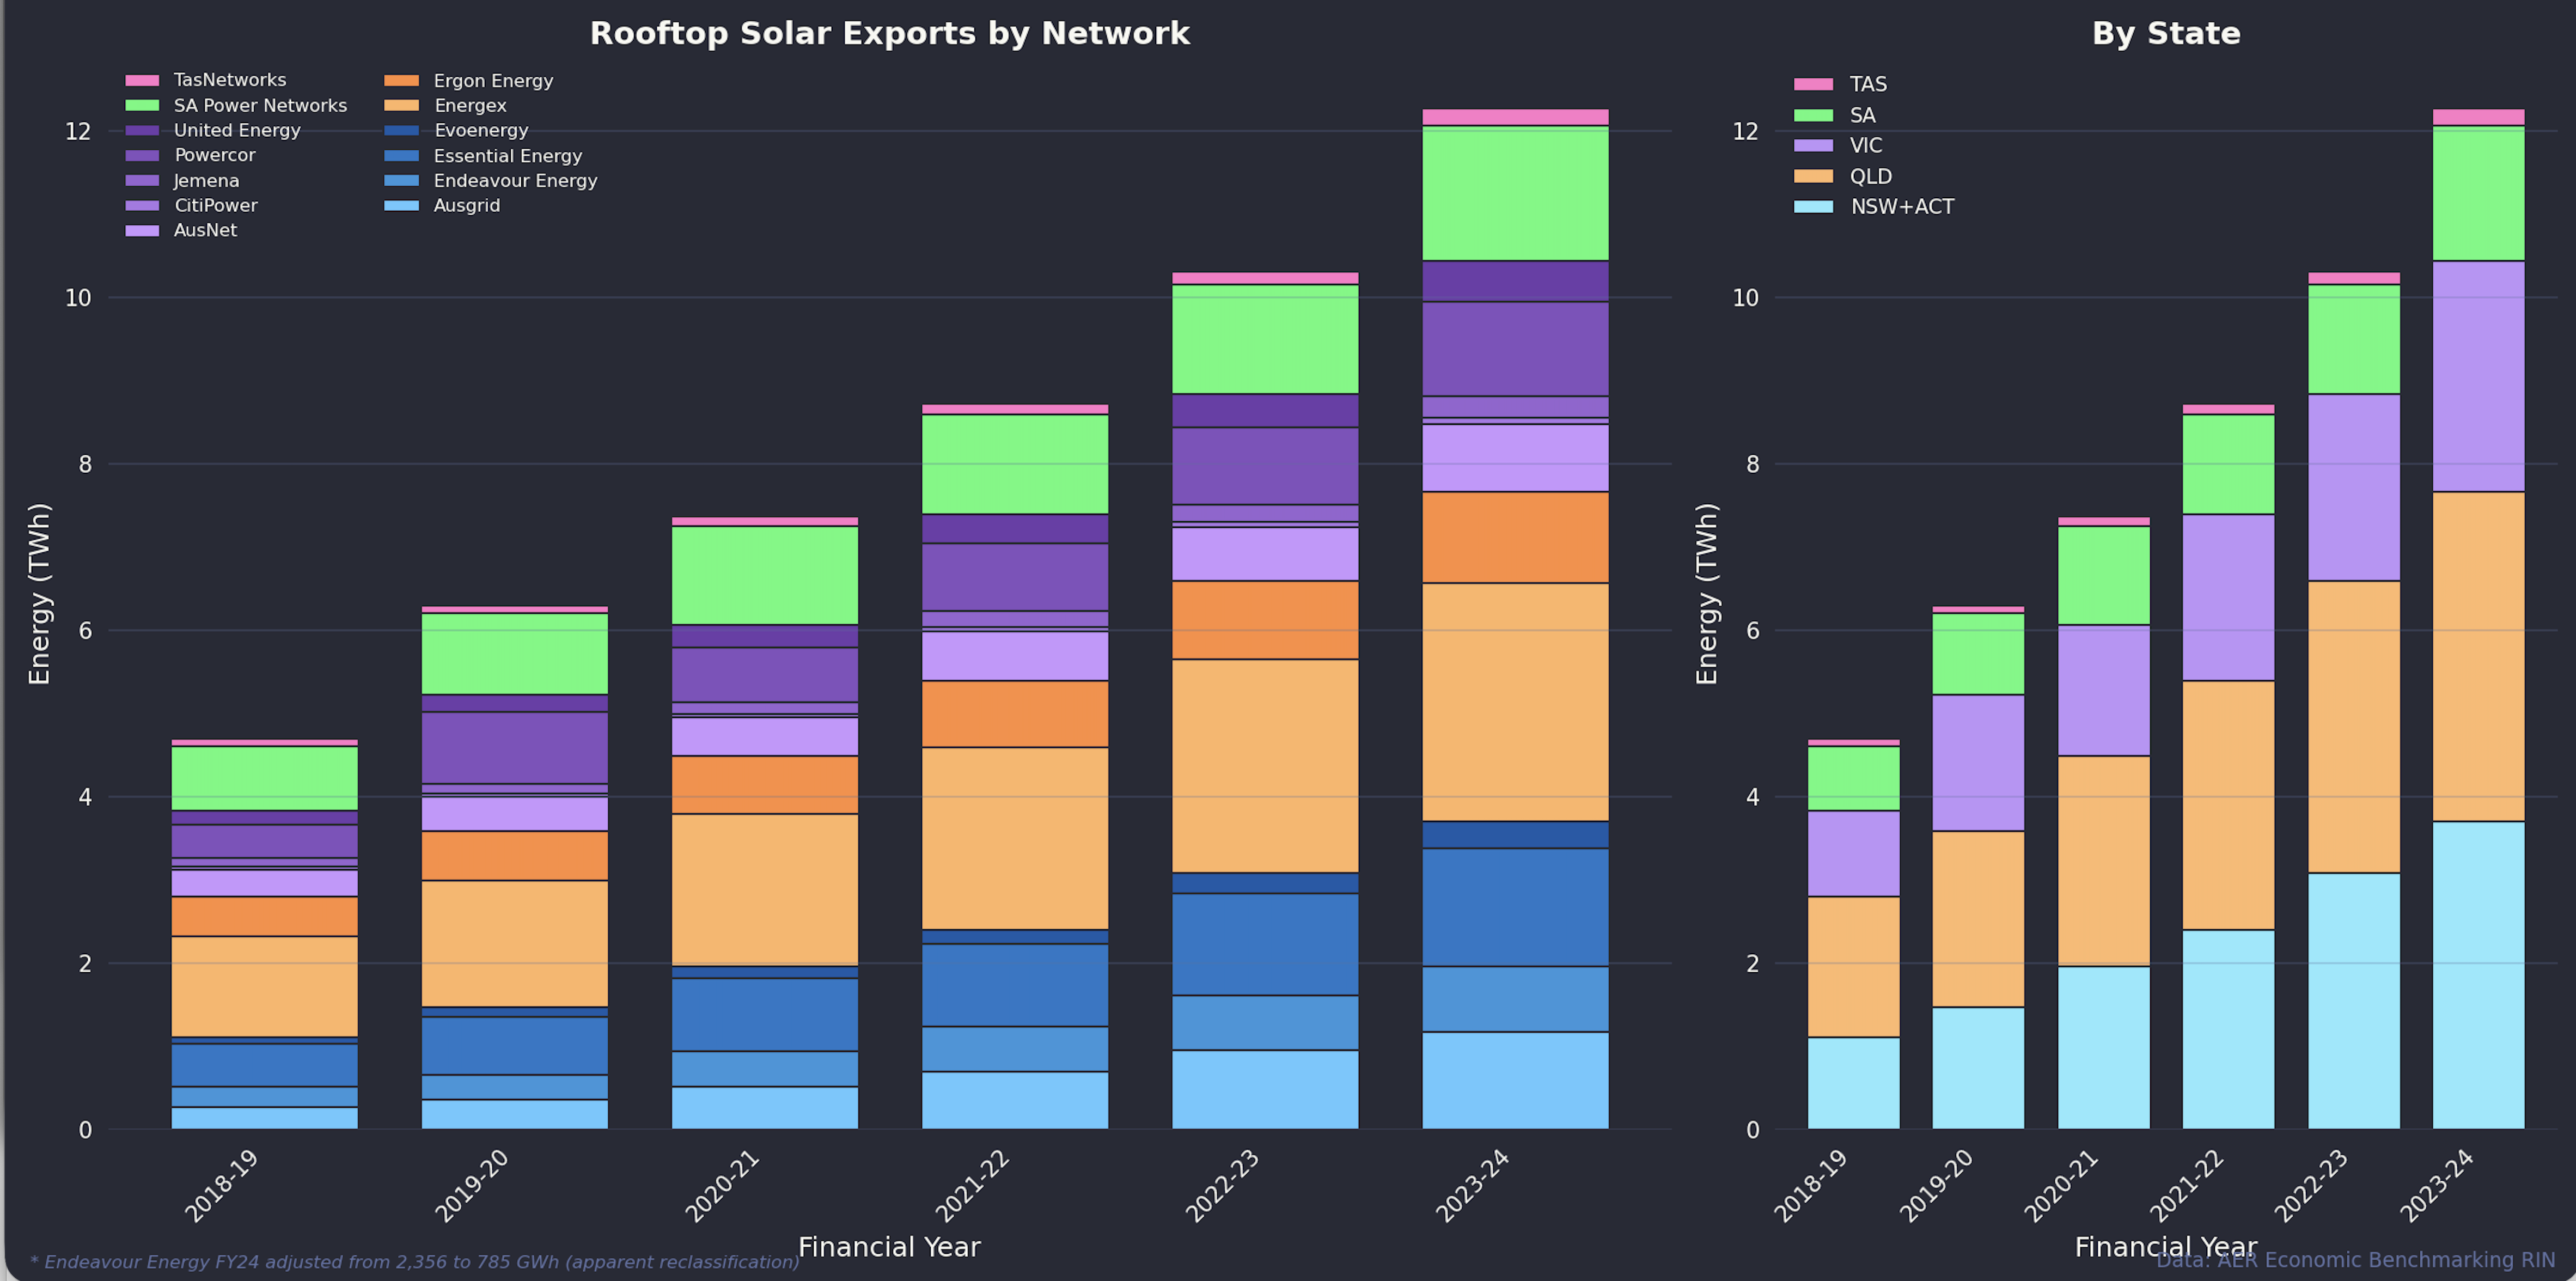 Rooftop Solar Exports by Network
TasNetworks
SA Power Networks
United Energy
Powercor
Jemena
CitiPower
AusNet
Ergon Energy
Energex
Evoenergy
Essential Energy
Endeavour Energy
Ausgrid
12
10
8
6
4
2
0
Energy (TWh)
2018-19
2019-20
2020-21
2021-22
2022-23
2023-24
Financial Year
* Endeavour Energy FY24 adjusted from 2,356 to 785 GWh (apparent reclassification)
By State
TAS
SA
VIC
QLD
NSW+ACT
12
10
8
6
4
2
0
Energy (TWh)
2018-19
2019-20
2020-21
2021-22
2022-23
2023-24
Financial Year
Data: AER Economic Benchmarking RIN